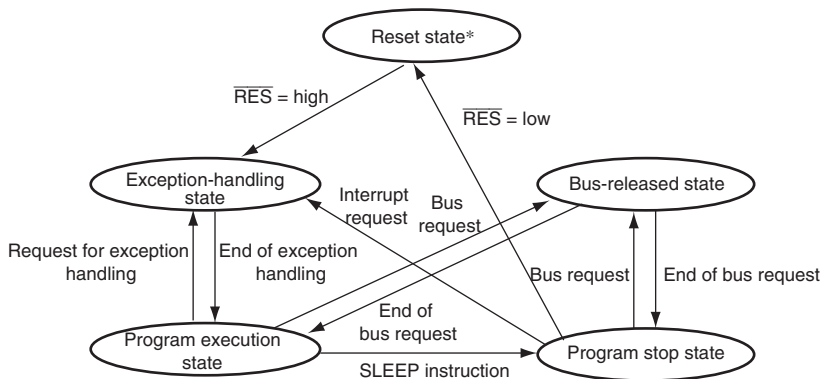 Reset state*
RES = high
RES = low
Exception-handling
state
Bus-released state
Interrupt
request
Bus
request
Request for exception
handling
End of exception
handling
Bus request
End of bus request
End of
bus request
Program execution
state
SLEEP instruction
Program stop state